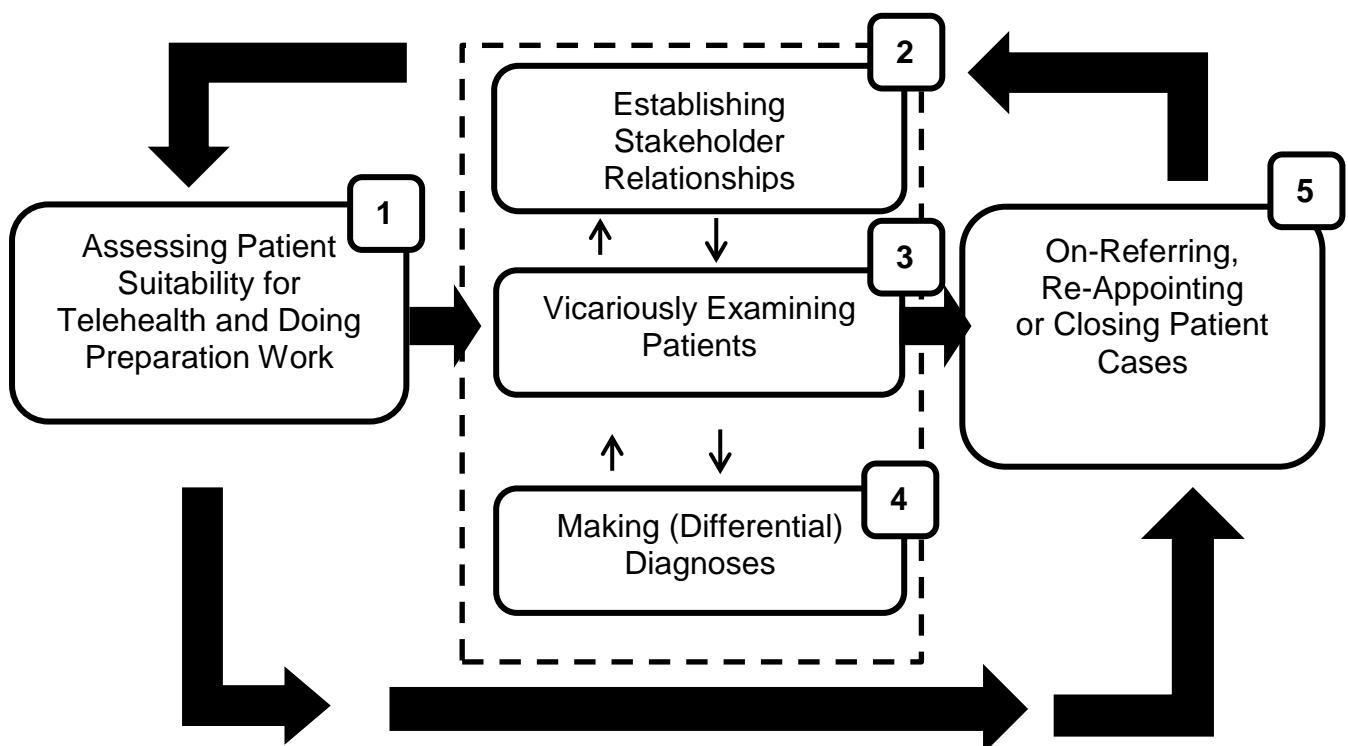 1
Assessing Patient
Suitability for
Telehealth and Doing
Preparation Work
2
Establishing
Stakeholder
Relationships
3
Vicariously Examining
Patients
4
Making (Differential)
Diagnoses
5
On-Referring,
Re-Appointing
or Closing Patient
Cases